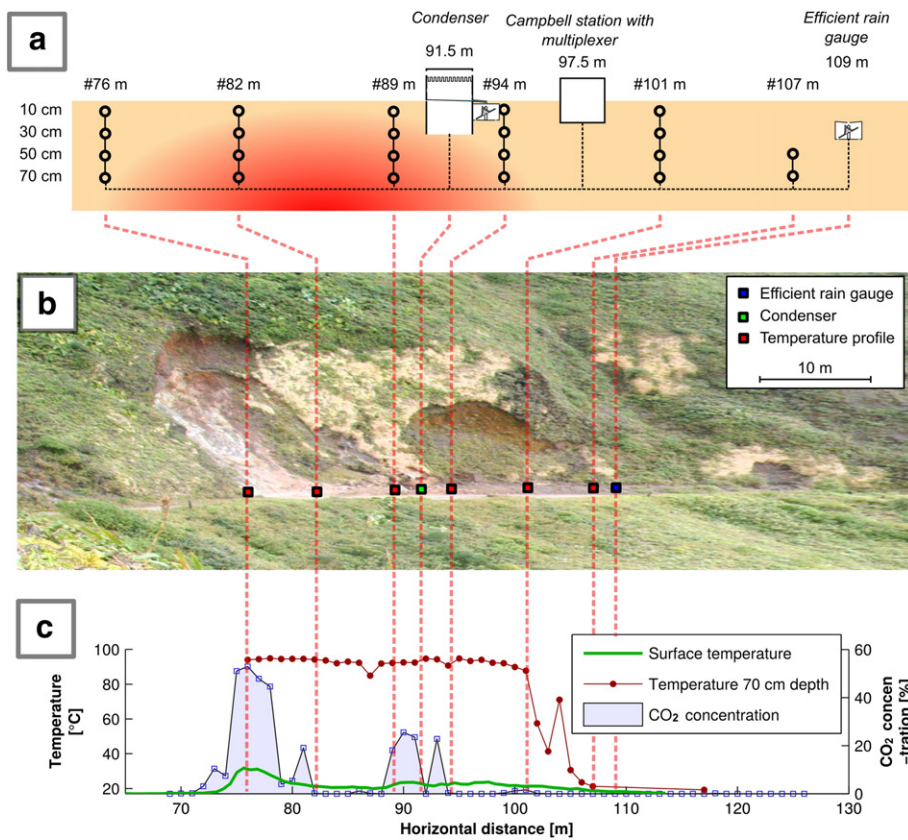 a
Condenser
91.5 m
Campbell station with
multiplexer
97.5 m
Efficient rain
gauge
109 m
#76 m
#82 m
#89 m
#94 m
#101 m
#107 m
10 cm
30 cm
50 cm
70 cm
b
Efficient rain gauge
Condenser
Temperature profile
10 m
c
Temperature
[°C]
100
80
60
40
20
Surface temperature
Temperature 70 cm depth
CO₂ concentration
60
40
20
0
CO₂ concen
-tration [%]
70 80 90 100 110 120 130
Horizontal distance [m]